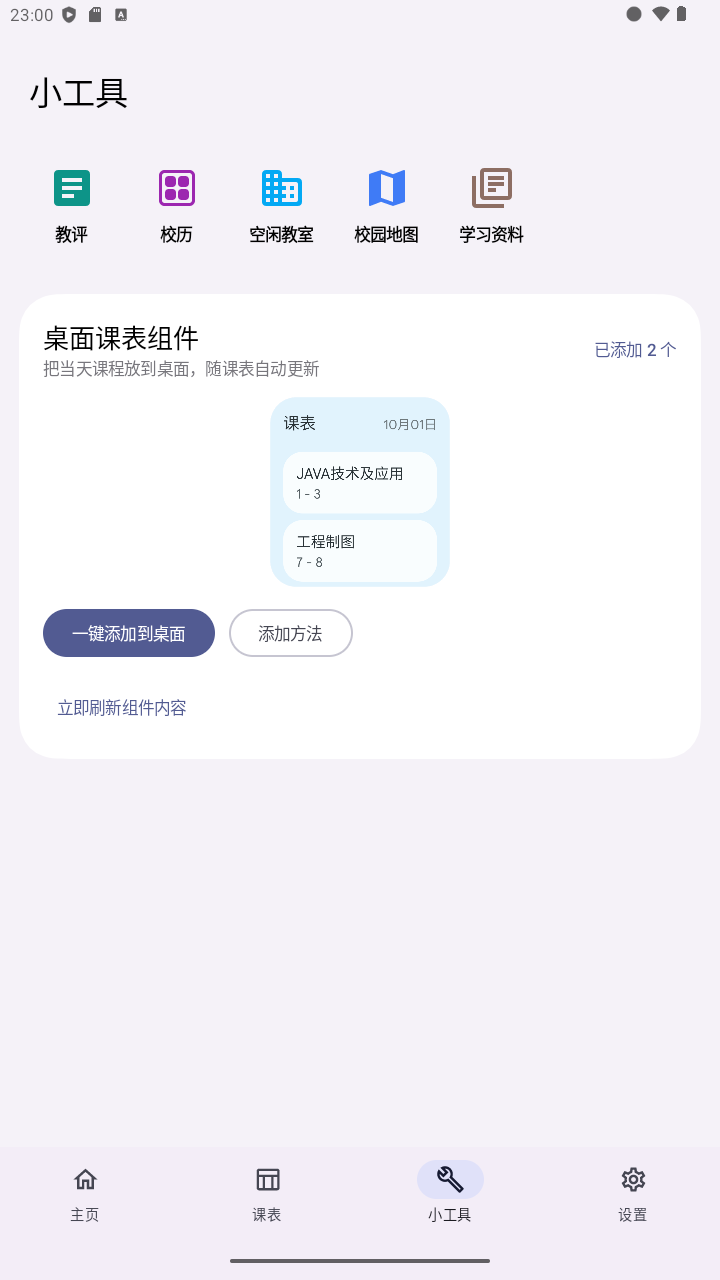 23:00
小工具
教评
校历
空闲教室
校园地图
学习资料
桌面课表组件
把当天课程放到桌面，随课表自动更新
已添加 2 个
课表
10月01日
JAVA技术及应用
1 - 3
工程制图
7 - 8
一键添加到桌面
添加方法
立即刷新组件内容
主页
课表
小工具
设置